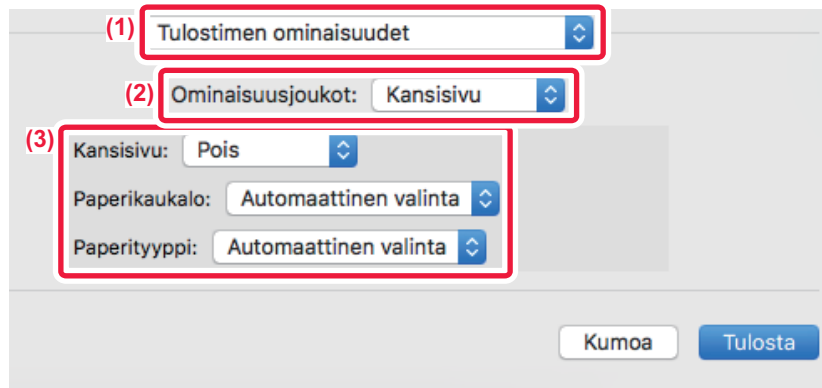 (1) Tulostimen ominaisuudet
(2) Ominaisuusjoukot: Kansisivu
(3) Kansisivu: Pois
Paperikaukalo: Automaattinen valinta
Paperityyppi: Automaattinen valinta
Kumoa Tulosta